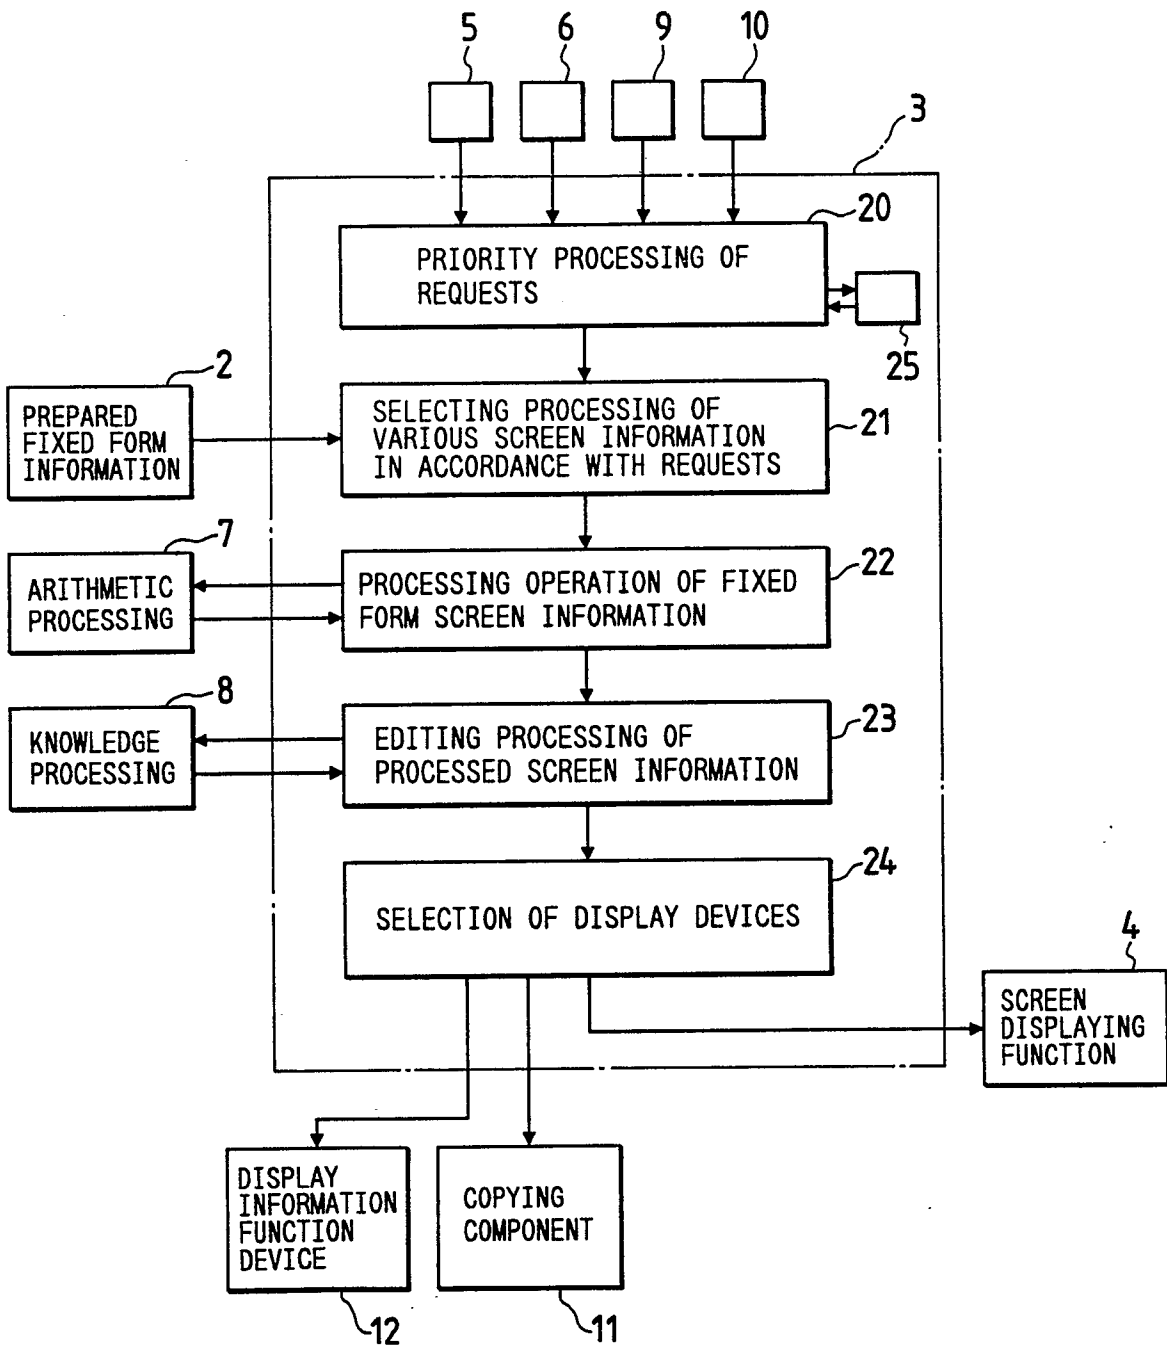 5
6
9
10
3
20
PRIORITY PROCESSING OF
REQUESTS
25
2
PREPARED
FIXED FORM
INFORMATION
SELECTING PROCESSING OF
VARIOUS SCREEN INFORMATION
IN ACCORDANCE WITH REQUESTS
21
7
ARITHMETIC
PROCESSING
PROCESSING OPERATION OF FIXED
FORM SCREEN INFORMATION
22
8
KNOWLEDGE
PROCESSING
EDITING PROCESSING OF
PROCESSED SCREEN INFORMATION
23
SELECTION OF DISPLAY DEVICES
24
4
SCREEN
DISPLAYING
FUNCTION
DISPLAY
INFORMATION
FUNCTION
DEVICE
12
COPYING
COMPONENT
11